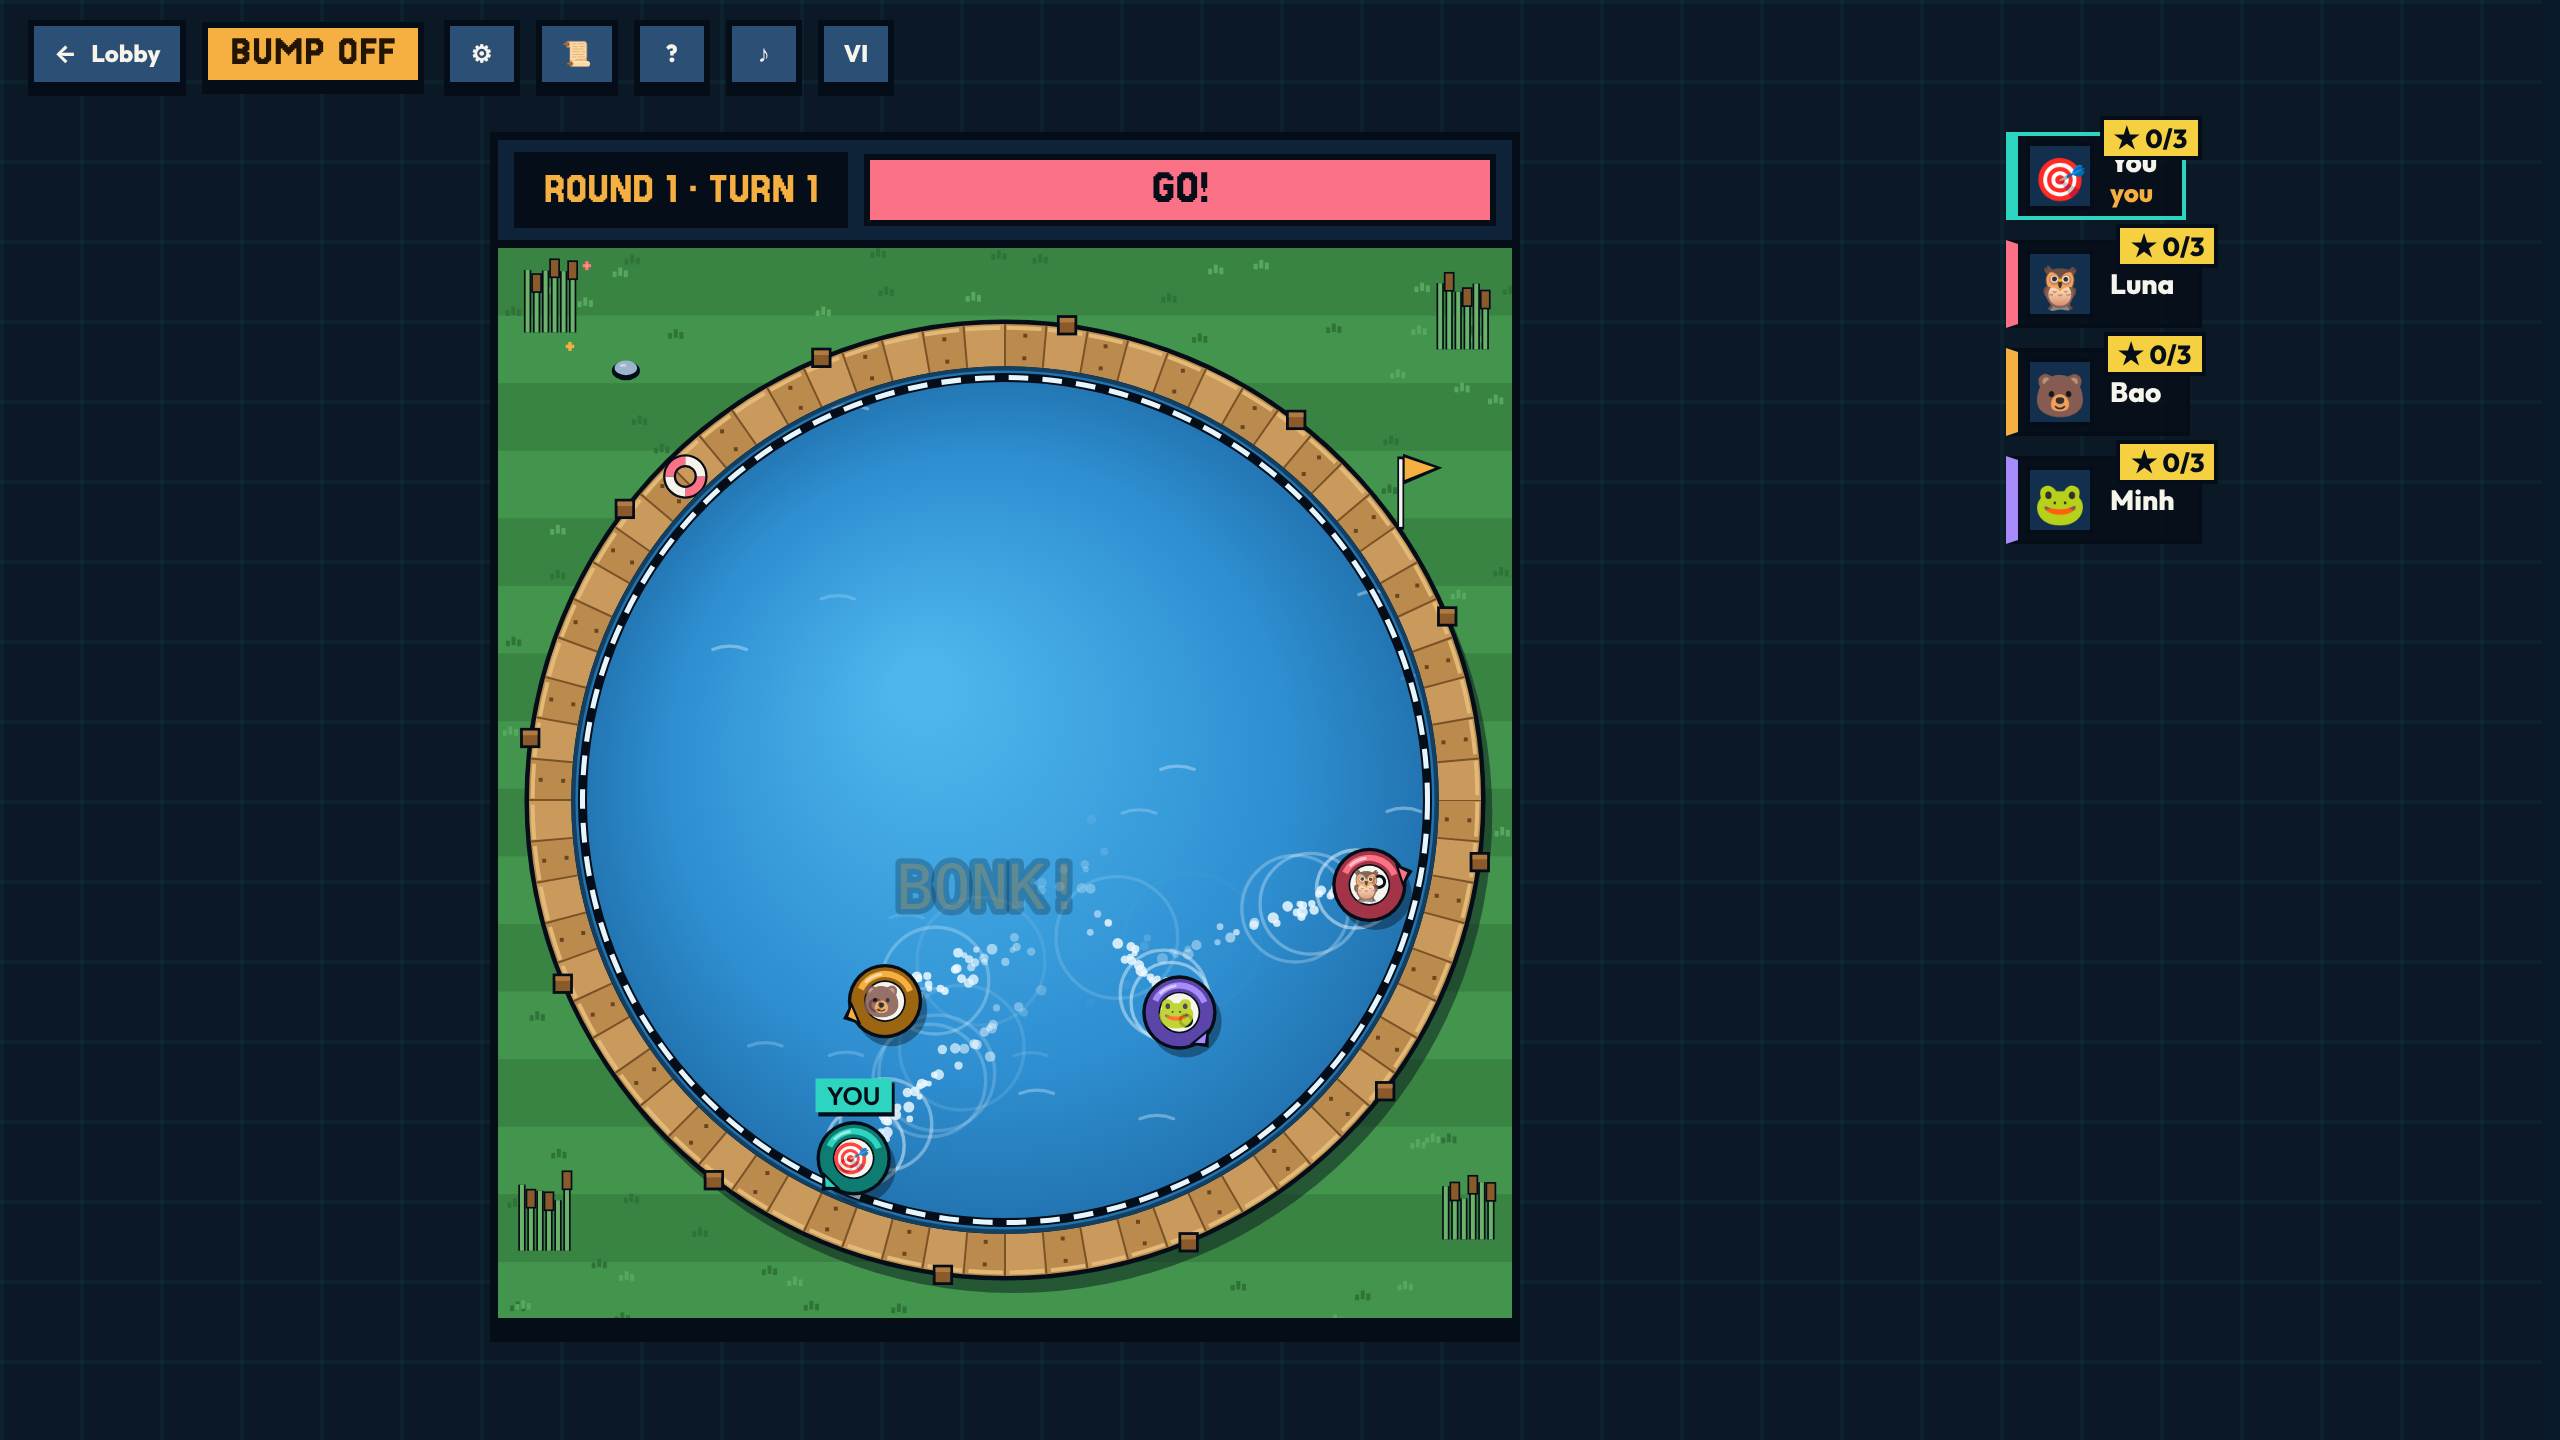 ← Lobby
BUMP OFF
?
♪
VI
ROUND 1 · TURN 1
GO!
★ 0/3
You
you
★ 0/3
Luna
★ 0/3
Bao
★ 0/3
Minh
BONK!
YOU